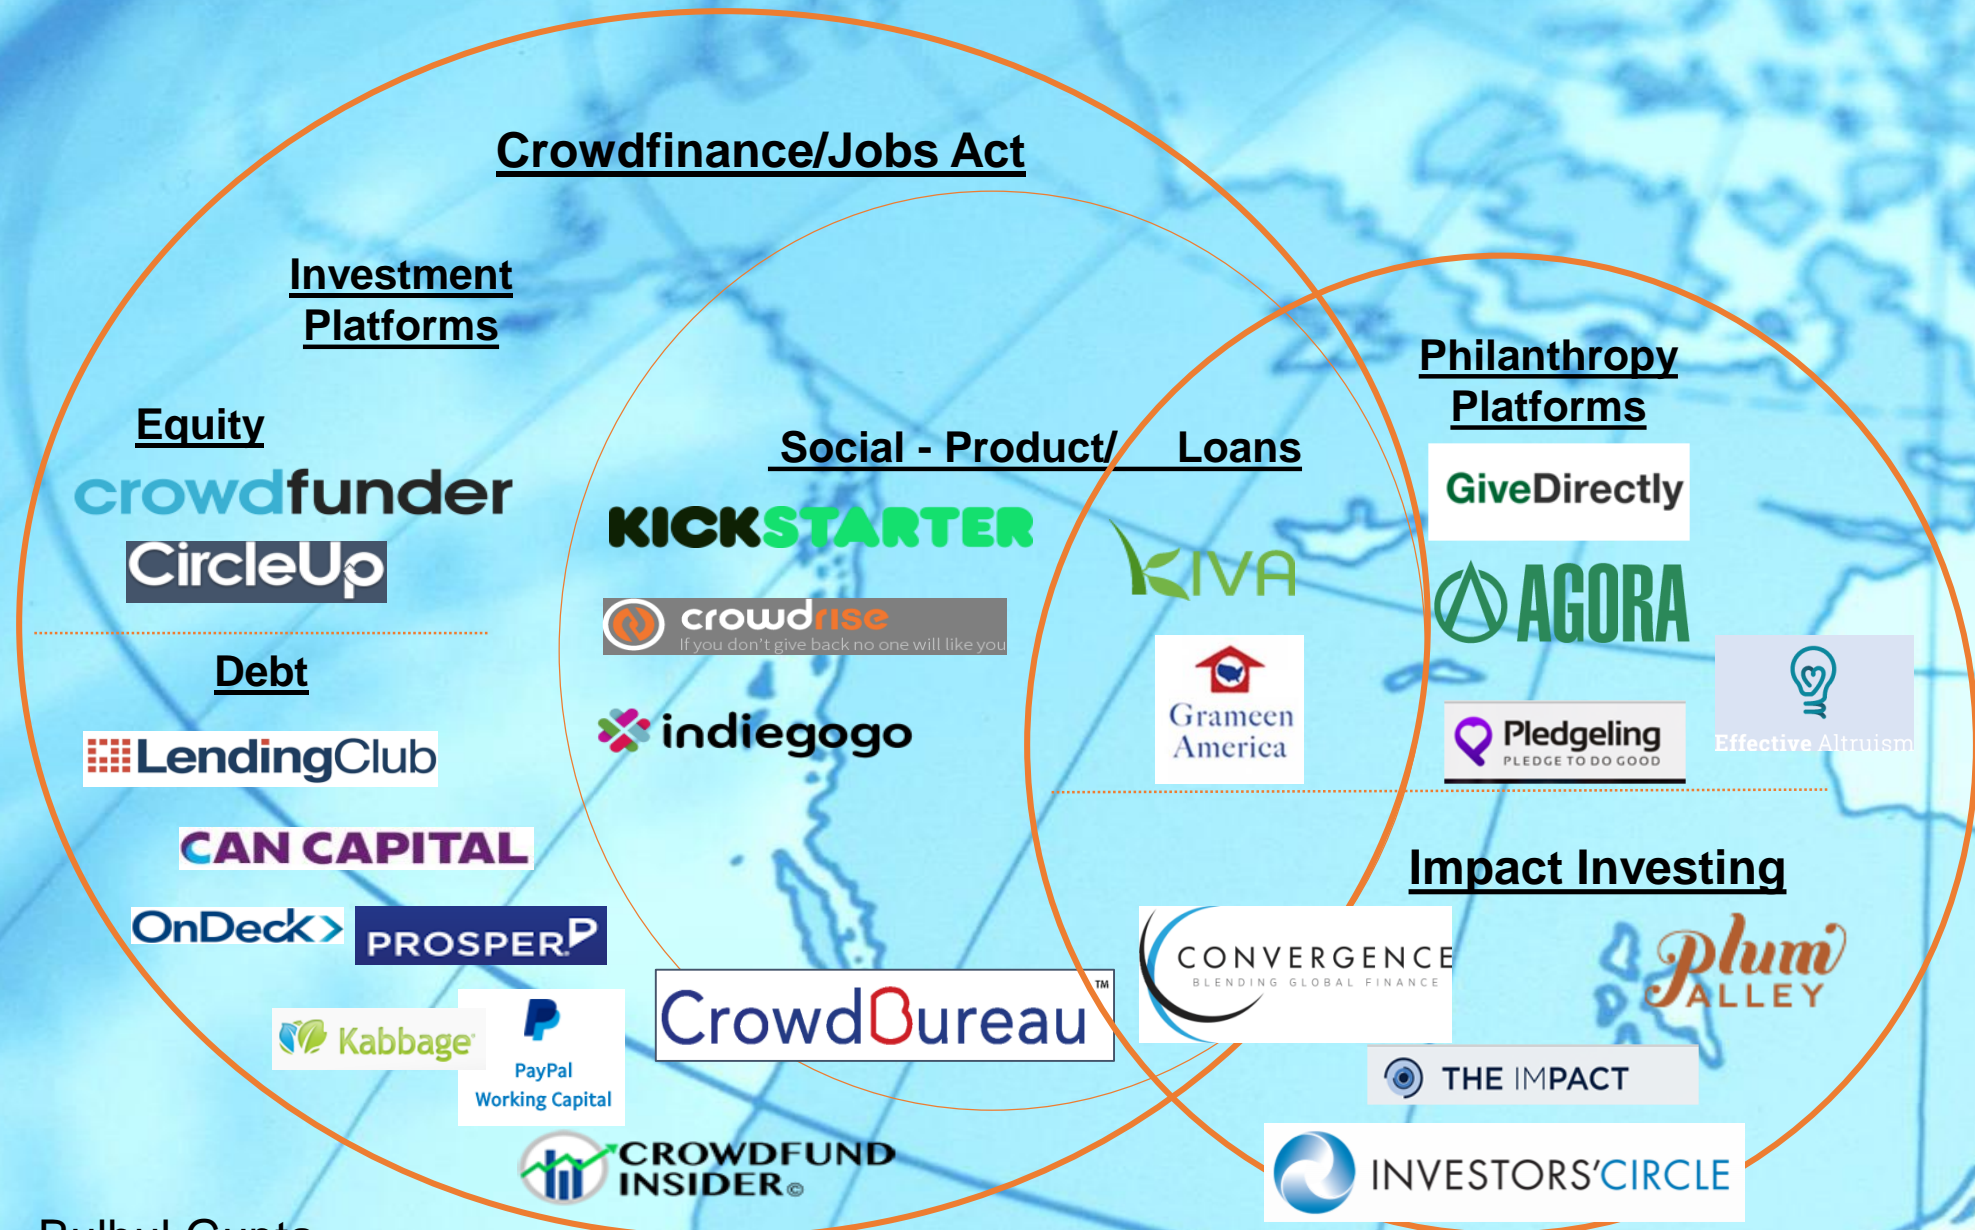 Crowdfinance/Jobs Act
Investment
Platforms
Equity
crowdfunder
CircleUp
Debt
LendingClub
CAN CAPITAL
OnDeck
PROSPER
Kabbage
PayPal
Working Capital
CROWDFUND
INSIDER©
Social - Product/ Loans
KICKSTARTER
crowdrise
If you don't give back no one will like you
indiegogo
CrowdBureau™
KIVA
Grameen
America
Philanthropy
Platforms
GiveDirectly
AGORA
Pledgeling
PLEDGE TO DO GOOD
Effective Altruism
Impact Investing
CONVERGENCE
BLENDING GLOBAL FINANCE
plum
ALLEY
THE IMPACT
INVESTORS'CIRCLE
Bulbul Gupta